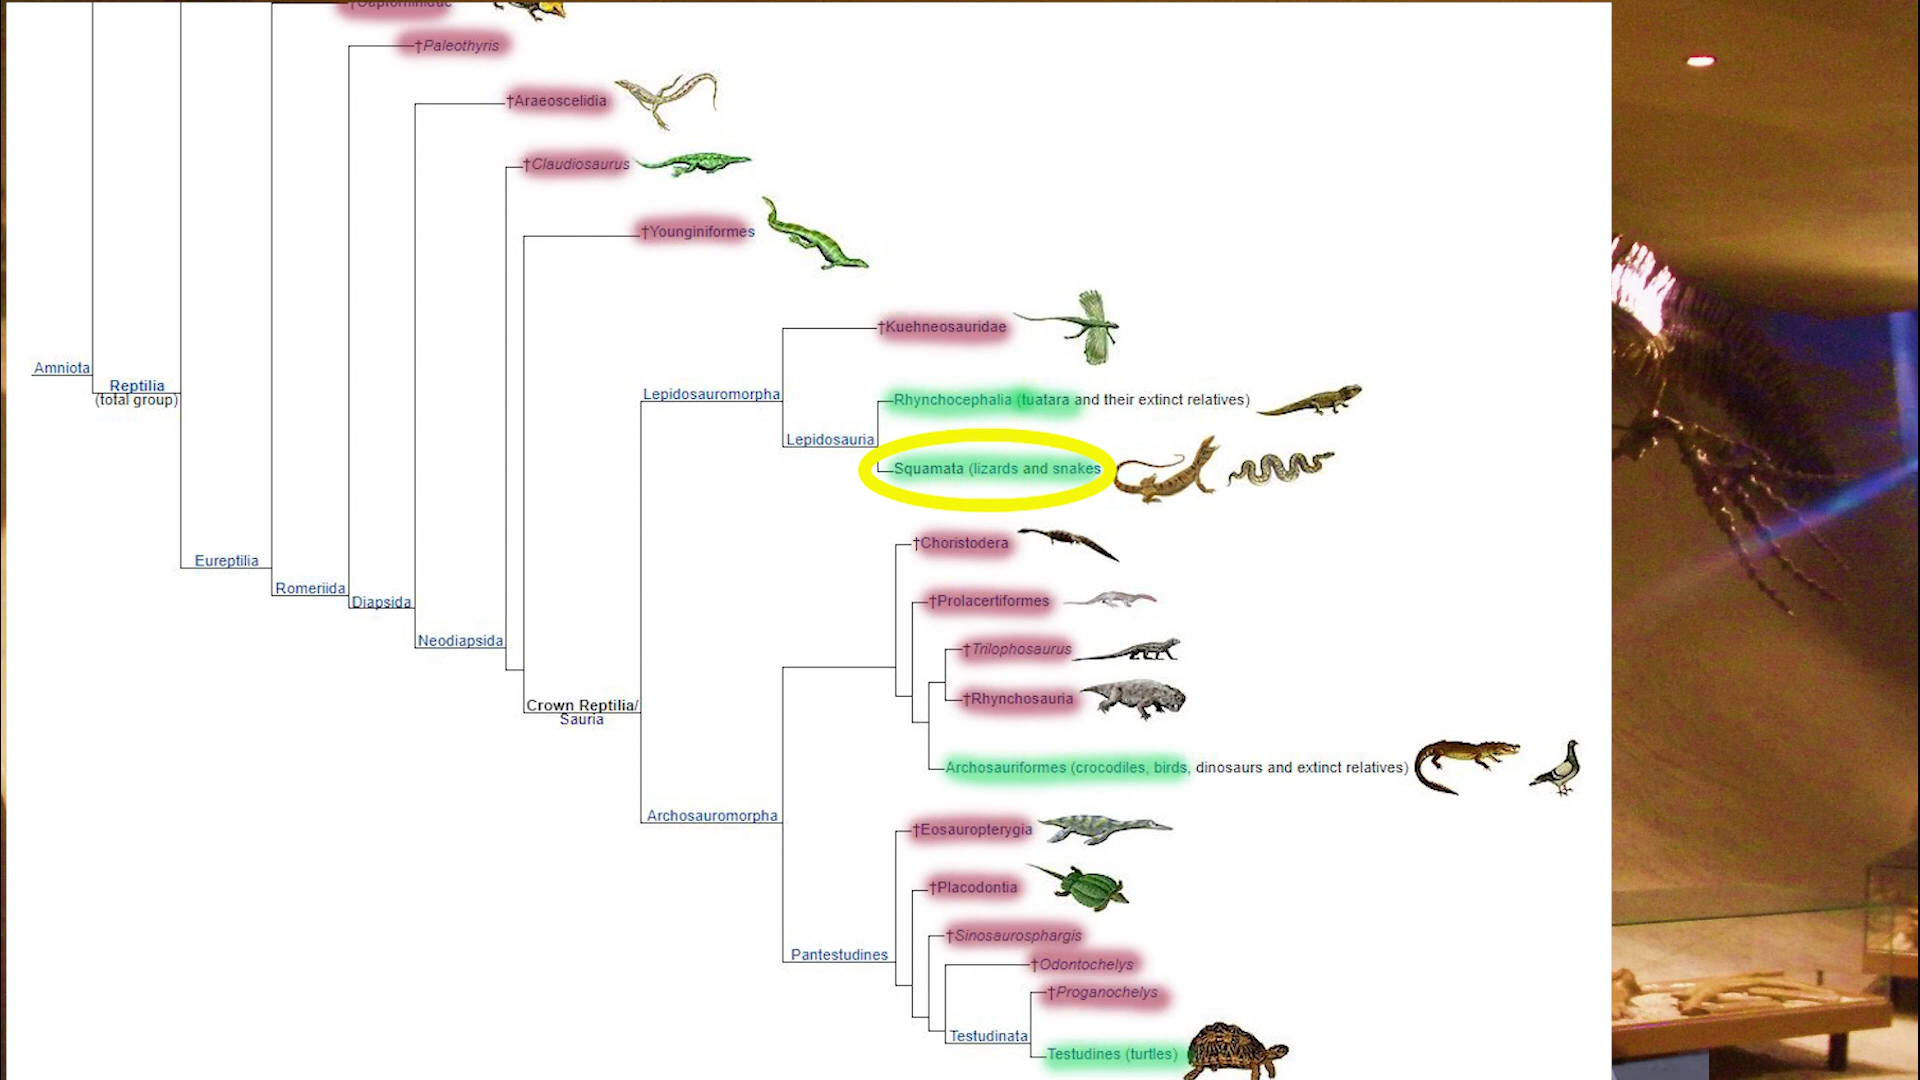 †Captorhinidae
†Paleothyris
†Araeoscelidia
†Claudiosaurus
†Younginiformes
†Kuehneosauridae
Amniota
Reptilia
(total group)
Lepidosauromorpha
Rhynchocephalia (tuatara and their extinct relatives)
Lepidosauria
Squamata (lizards and snakes
†Choristodera
Eureptilia
Romeriida
Diapsida
†Prolacertiformes
Neodiapsida
†Trilophosaurus
†Rhynchosauria
Crown Reptilia/
Sauria
Archosauriformes (crocodiles, birds, dinosaurs and extinct relatives)
Archosauromorpha
†Eosauropterygia
†Placodontia
†Sinosaurosphargis
Pantestudines
†Odontochelys
†Proganochelys
Testudinata
Testudines (turtles)